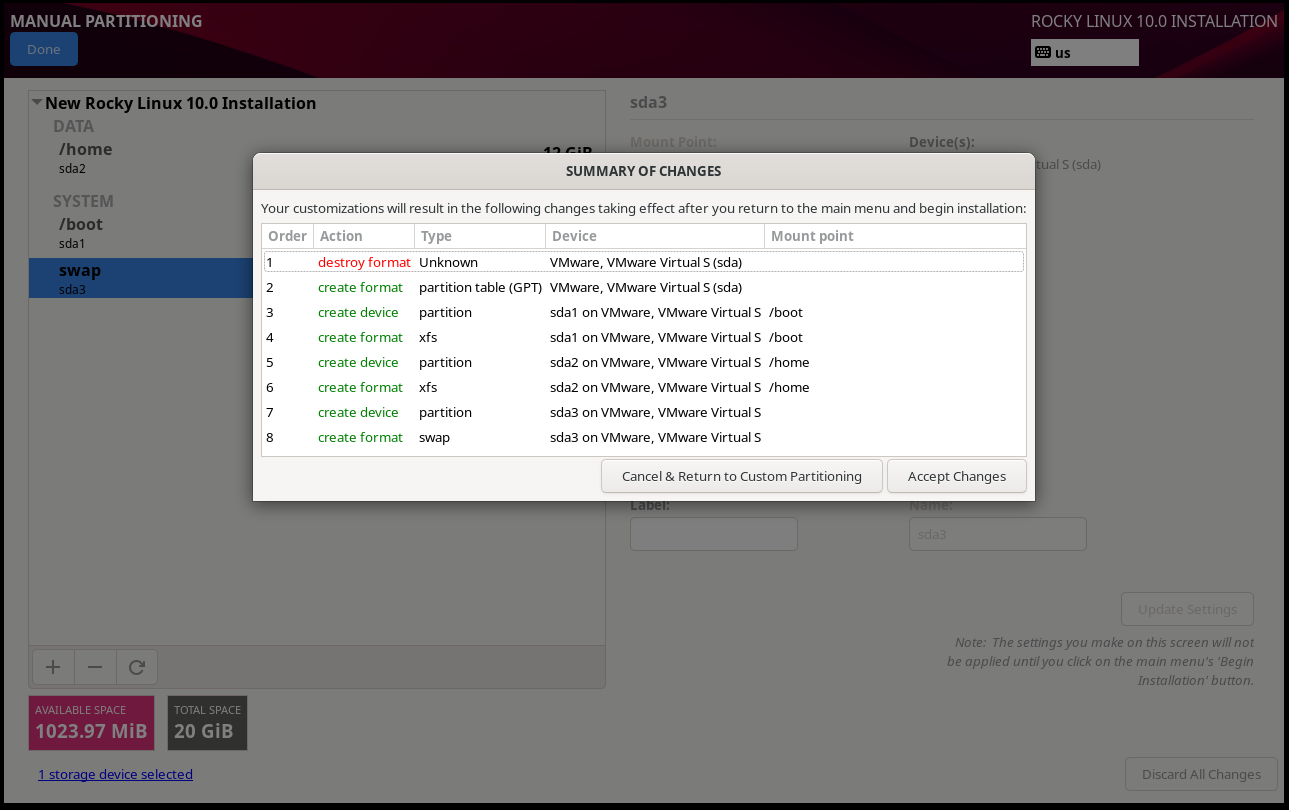 MANUAL PARTITIONING
ROCKY LINUX 10.0 INSTALLATION
Done
us
New Rocky Linux 10.0 Installation
DATA
/home
sda2
SYSTEM
/boot
sda1
swap
sda3
sda3
Mount Point:
Device(s):
tual S (sda)
SUMMARY OF CHANGES
Your customizations will result in the following changes taking effect after you return to the main menu and begin installation:
Order Action Type Device Mount point
1 destroy format Unknown VMware, VMware Virtual S (sda)
2 create format partition table (GPT) VMware, VMware Virtual S (sda)
3 create device partition sda1 on VMware, VMware Virtual S /boot
4 create format xfs sda1 on VMware, VMware Virtual S /boot
5 create device partition sda2 on VMware, VMware Virtual S /home
6 create format xfs sda2 on VMware, VMware Virtual S /home
7 create device partition sda3 on VMware, VMware Virtual S
8 create format swap sda3 on VMware, VMware Virtual S
Cancel & Return to Custom Partitioning
Accept Changes
Label:
Name:
sda3
Update Settings
Note: The settings you make on this screen will not
be applied until you click on the main menu's 'Begin
Installation' button.
AVAILABLE SPACE
1023.97 MiB
TOTAL SPACE
20 GiB
1 storage device selected
Discard All Changes